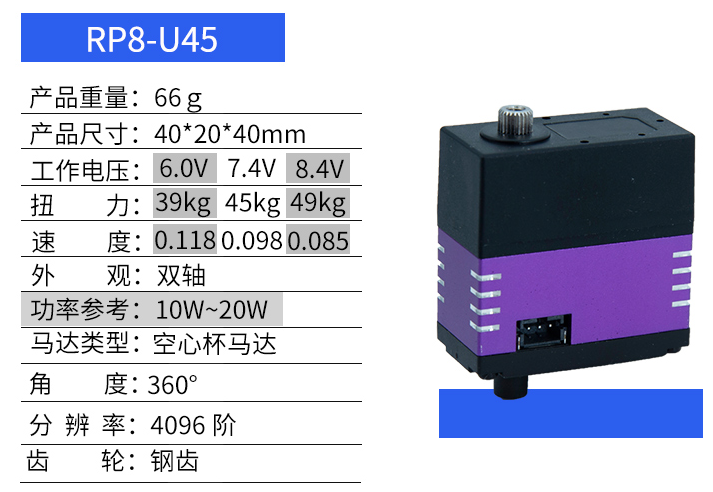 RP8-U45
产品重量：66g
产品尺寸：40*20*40mm
工作电压：6.0V 7.4V 8.4V
扭 力：39kg 45kg 49kg
速 度：0.118 0.098 0.085
外 观：双轴
功率参考：10W~20W
马达类型：空心杯马达
角 度：360°
分 辨 率：4096 阶
齿 轮：钢齿